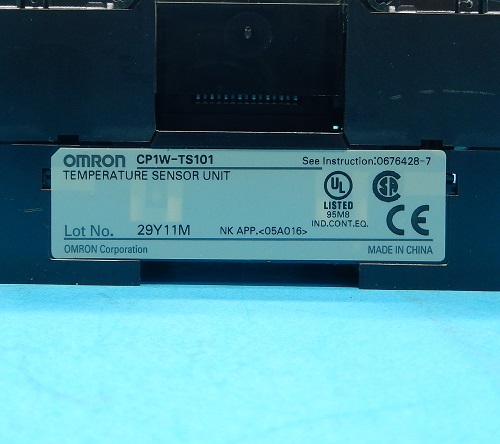 OMRON CP1W-TS101 See Instruction:0676428-7
TEMPERATURE SENSOR UNIT
UL
LISTED
95M8
IND.CONT.EQ.
Lot No. 29Y11M NK APP.<05A016>
CE
OMRON Corporation MADE IN CHINA